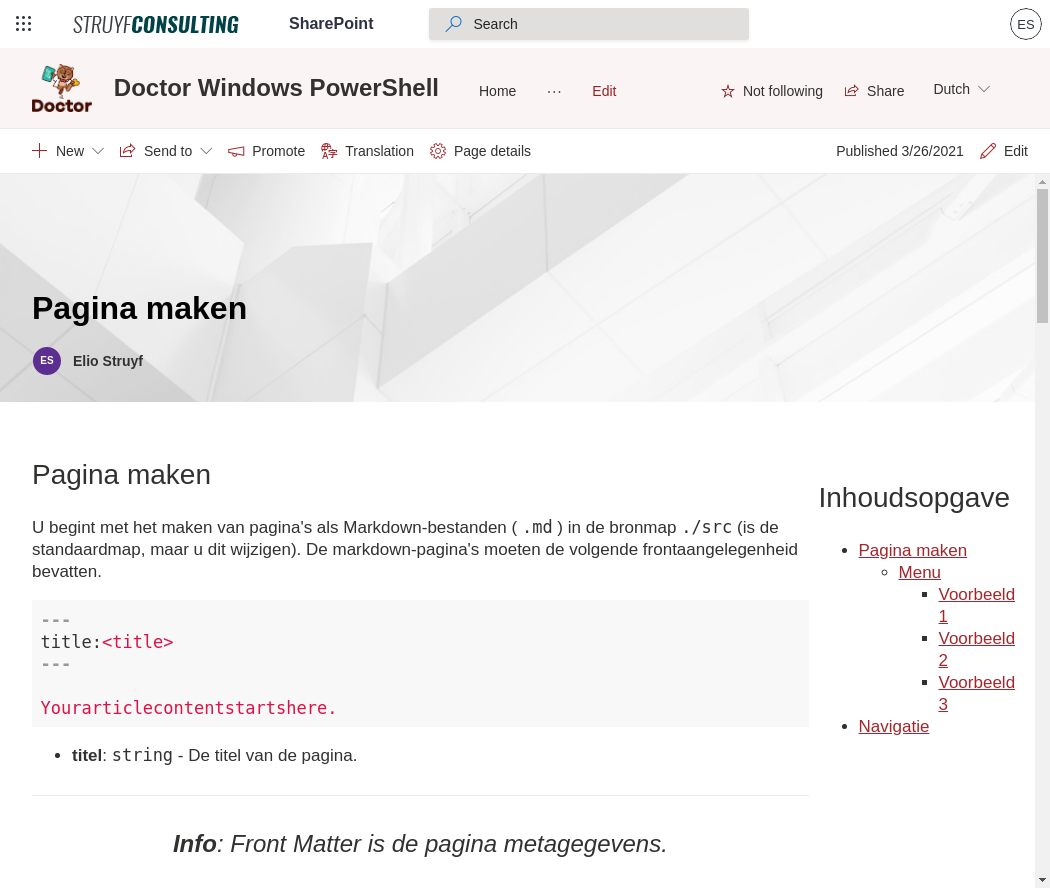 STRUYFCONSULTING SharePoint Search ES
Doctor Doctor Windows PowerShell Home ... Edit Not following Share Dutch
New Send to Promote Translation Page details Published 3/26/2021 Edit
Pagina maken
ES Elio Struyf
Pagina maken
U begint met het maken van pagina's als Markdown-bestanden ( .md ) in de bronmap ./src (is de
standaardmap, maar u dit wijzigen). De markdown-pagina's moeten de volgende frontaangelegenheid
bevatten.
---
title:<title>
---
Yourarticlecontentstartshere.
titel: string - De titel van de pagina.
Info: Front Matter is de pagina metagegevens.
Inhoudsopgave
Pagina maken
Menu
Voorbeeld
1
Voorbeeld
2
Voorbeeld
3
Navigatie